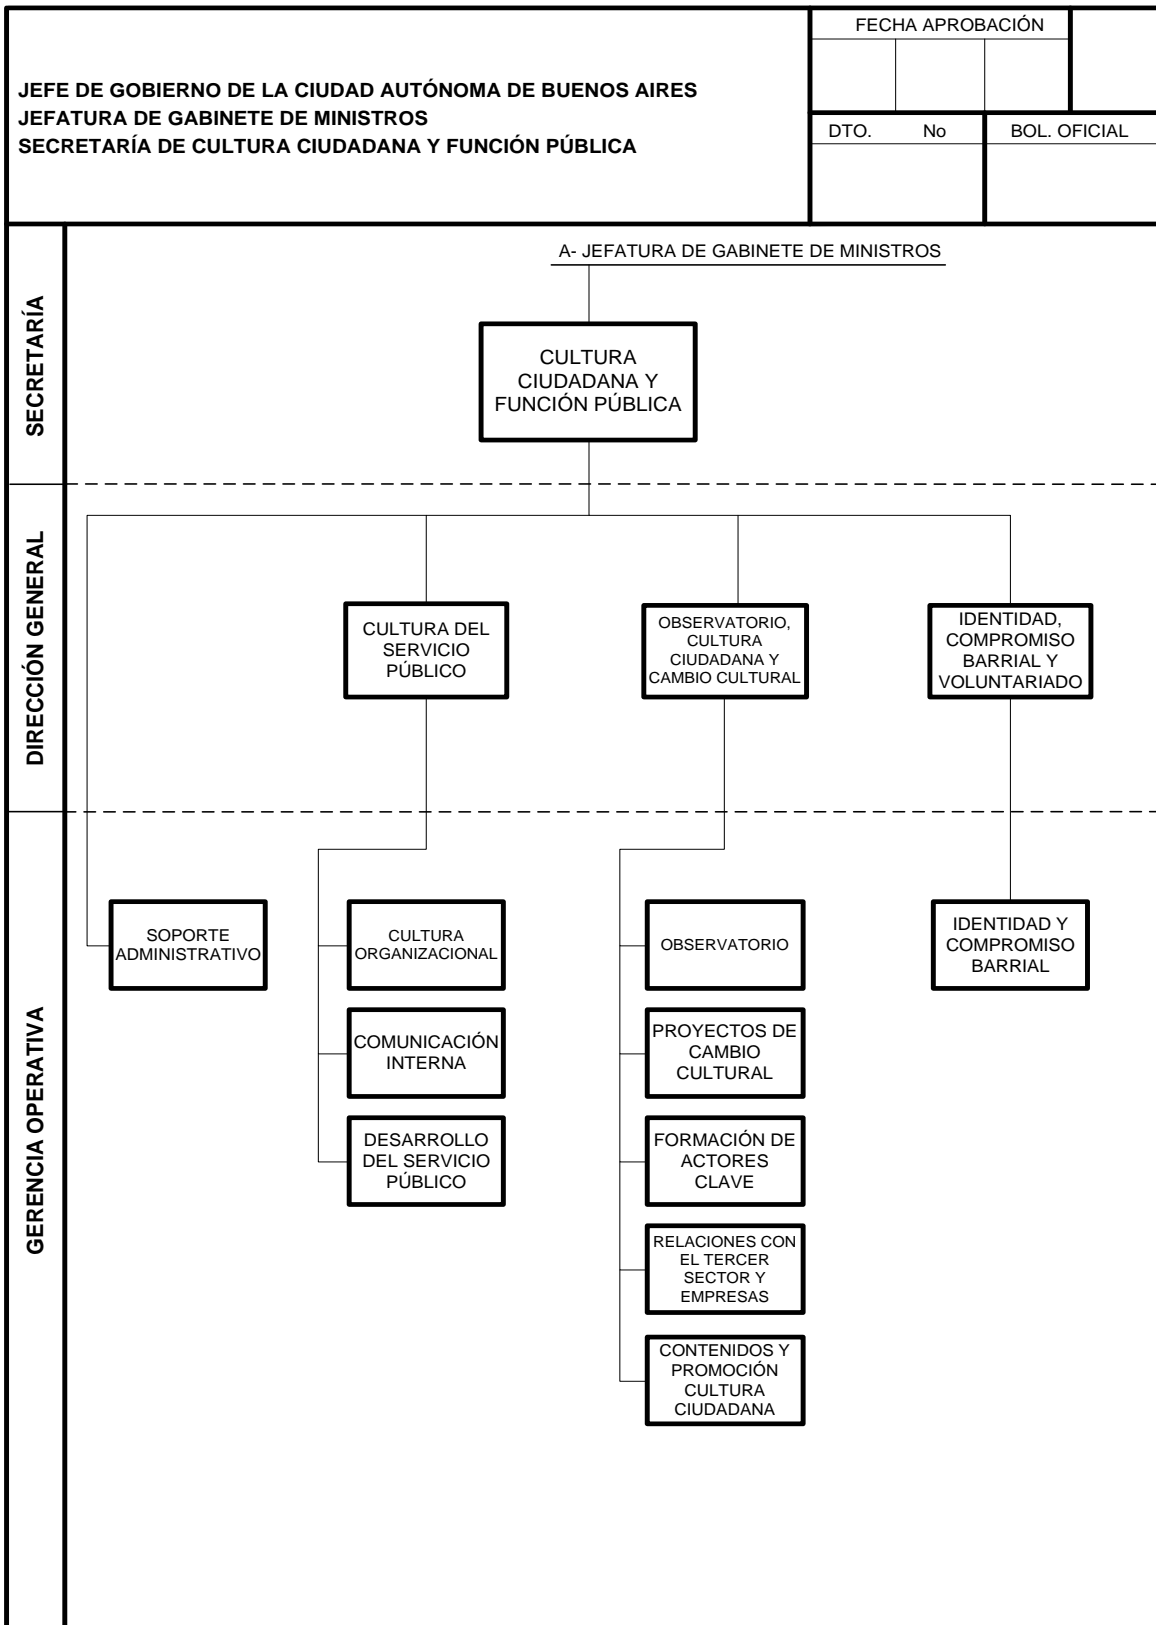 JEFE DE GOBIERNO DE LA CIUDAD AUTÓNOMA DE BUENOS AIRES
JEFATURA DE GABINETE DE MINISTROS
SECRETARÍA DE CULTURA CIUDADANA Y FUNCIÓN PÚBLICA
FECHA APROBACIÓN
DTO. No
BOL. OFICIAL
SECRETARÍA
A- JEFATURA DE GABINETE DE MINISTROS
CULTURA
CIUDADANA Y
FUNCIÓN PÚBLICA
DIRECCIÓN GENERAL
CULTURA DEL
SERVICIO
PÚBLICO
OBSERVATORIO,
CULTURA
CIUDADANA Y
CAMBIO CULTURAL
IDENTIDAD,
COMPROMISO
BARRIAL Y
VOLUNTARIADO
GERENCIA OPERATIVA
SOPORTE
ADMINISTRATIVO
CULTURA
ORGANIZACIONAL
COMUNICACIÓN
INTERNA
DESARROLLO
DEL SERVICIO
PÚBLICO
OBSERVATORIO
PROYECTOS DE
CAMBIO
CULTURAL
FORMACIÓN DE
ACTORES
CLAVE
RELACIONES CON
EL TERCER
SECTOR Y
EMPRESAS
CONTENIDOS Y
PROMOCIÓN
CULTURA
CIUDADANA
IDENTIDAD Y
COMPROMISO
BARRIAL